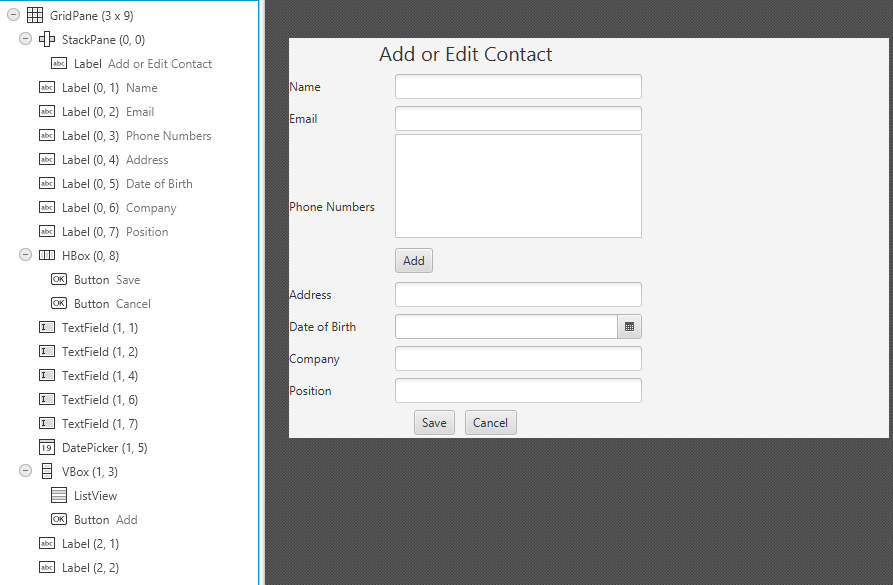 GridPane (3 x 9)
StackPane (0, 0)
abc Label Add or Edit Contact
abc Label (0, 1) Name
abc Label (0, 2) Email
abc Label (0, 3) Phone Numbers
abc Label (0, 4) Address
abc Label (0, 5) Date of Birth
abc Label (0, 6) Company
abc Label (0, 7) Position
HBox (0, 8)
OK Button Save
OK Button Cancel
TextField (1, 1)
TextField (1, 2)
TextField (1, 4)
TextField (1, 6)
TextField (1, 7)
19 DatePicker (1, 5)
VBox (1, 3)
ListView
OK Button Add
abc Label (2, 1)
abc Label (2, 2)
Add or Edit Contact
Name
Email
Phone Numbers
Add
Address
Date of Birth
Company
Position
Save Cancel